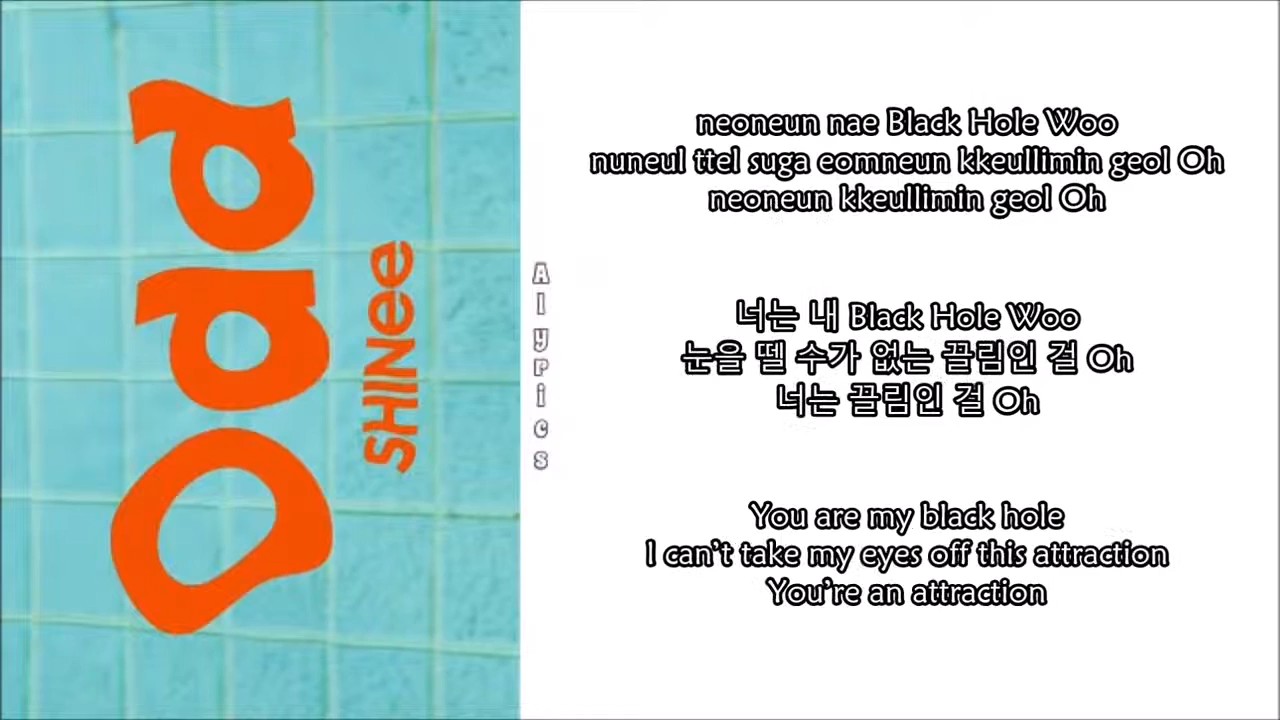 Odd
SHINee
Alyrics
neoneun nae Black Hole Woo
nuneul ttel suga eomneun kkeullimin geol Oh
neoneun kkeullimin geol Oh
너는 내 Black Hole Woo
눈을 뗄 수가 없는 끌림인 걸 Oh
너는 끌림인 걸 Oh
You are my black hole
I can't take my eyes off this attraction
You're an attraction